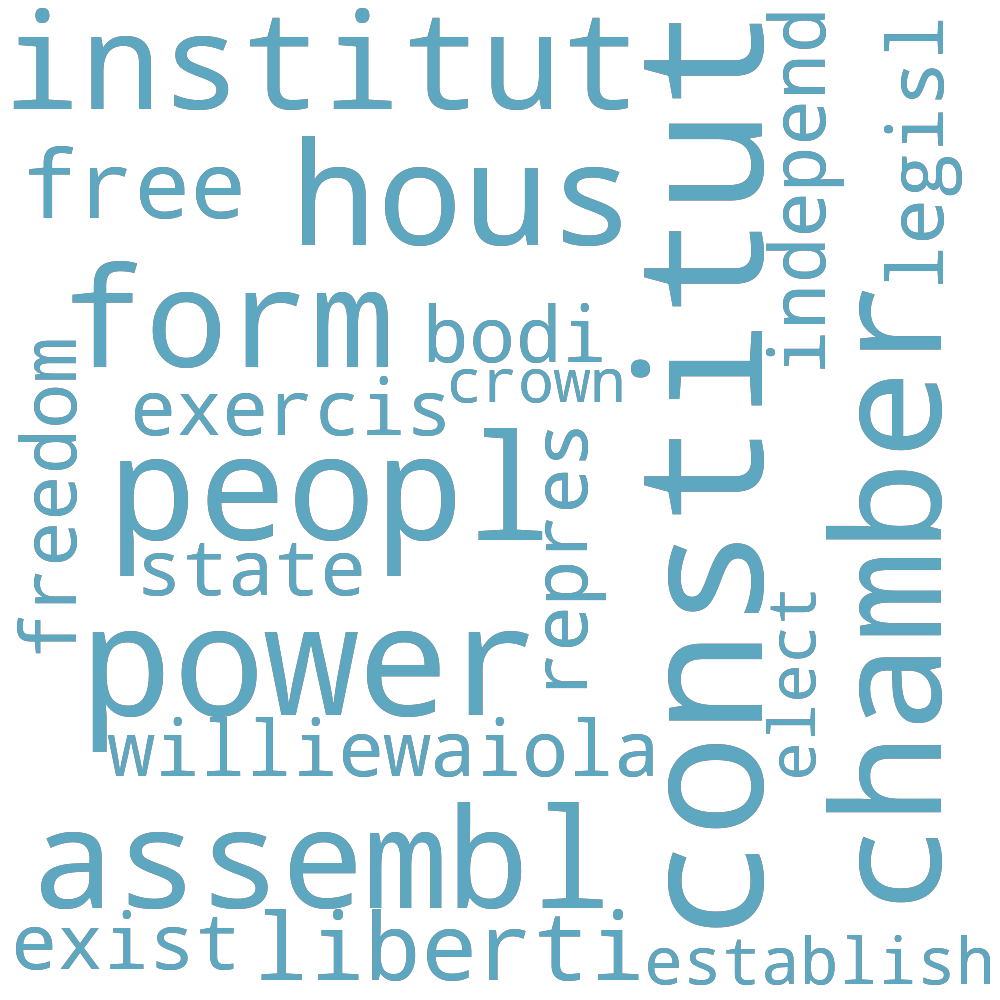 institut
free
hous
form
bodi
crown
exercis
freedom
peopl
state
repres
power
williewaiola
assembl
exist
liberti
establish
constitut
independ
legisl
chamber
elect